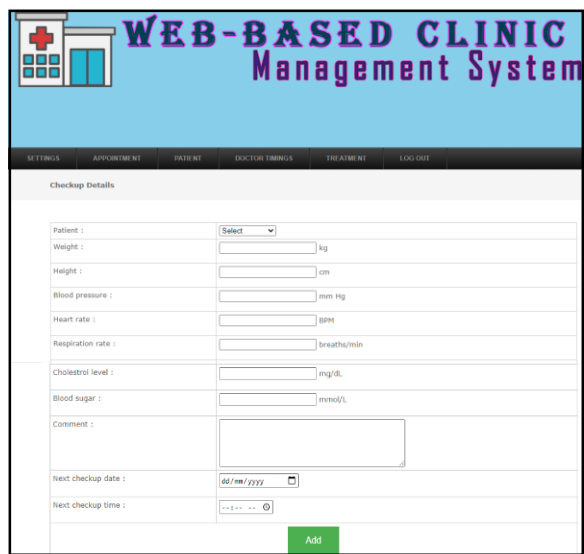 WEB-BASED CLINIC
Management System
SETTINGS APPOINTMENT PATIENT DOCTOR TIMINGS TREATMENT LOG OUT
Checkup Details
Patient : Select
Weight : kg
Height : cm
Blood pressure : mm Hg
Heart rate : BPM
Respiration rate : breaths/min
Cholestrol level : mg/dL
Blood sugar : mmol/L
Comment :
Next checkup date : dd/mm/yyyy
Next checkup time : --:-- --
Add